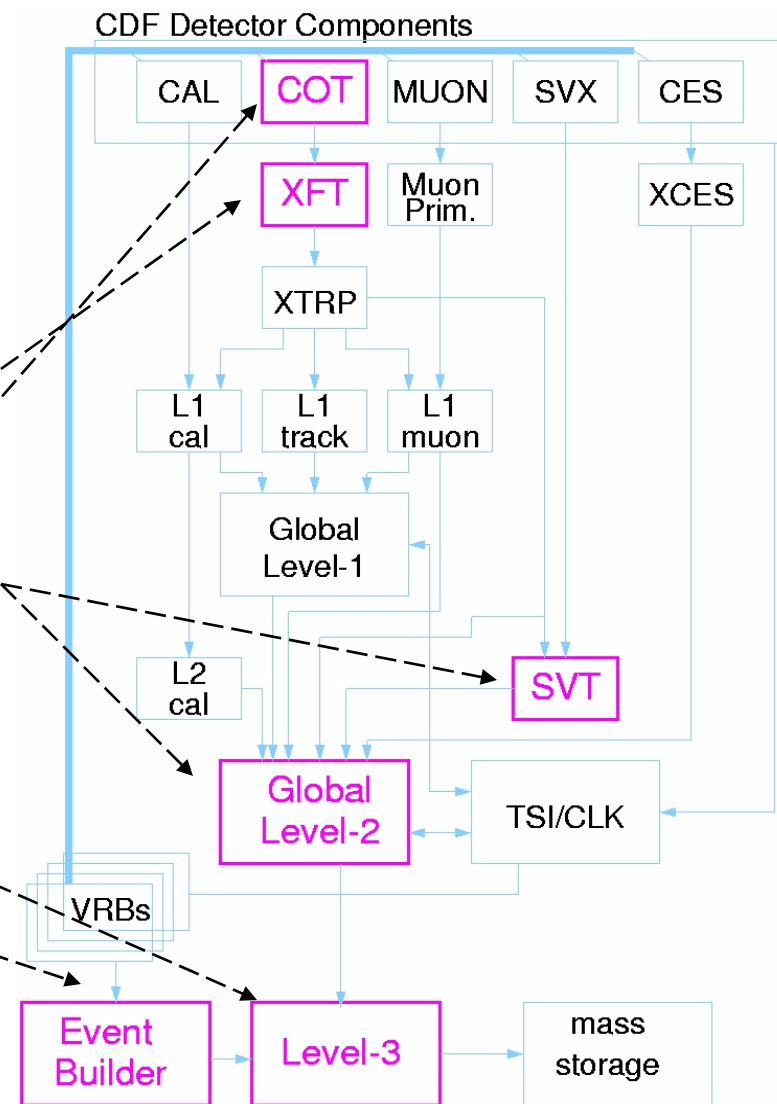 CDF Detector Components
CAL
COT
MUON
SVX
CES
XFT
Muon
Prim.
XCES
XTRP
L1
cal
L1
track
L1
muon
Global
Level-1
L2
cal
SVT
Global
Level-2
TSI/CLK
VRBs
Event
Builder
Level-3
mass
storage